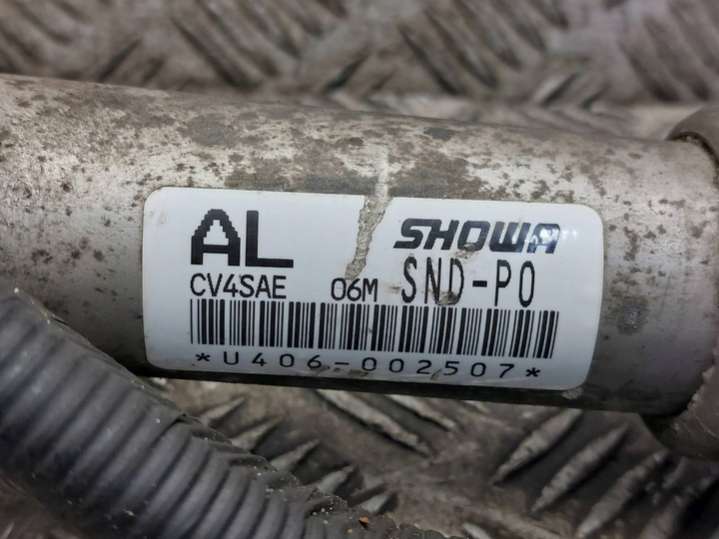 AL SHOWA
CV4SAE 06M SND-P0
*U406-002507*